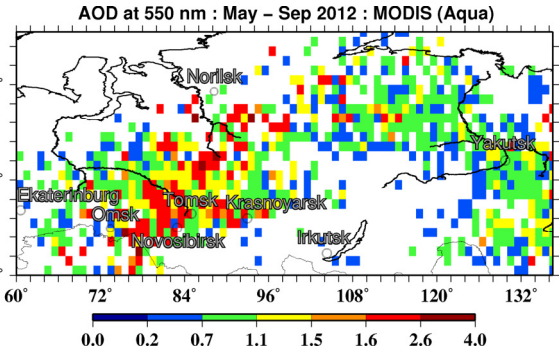 AOD at 550 nm : May − Sep 2012 : MODIS (Aqua)
Norilsk
Yakutsk
Ekaterinburg
Tomsk
Krasnoyarsk
Omsk
Novosibirsk
Irkutsk
60° 72 84 96 108 120 132
0.0 0.2 0.7 1.1 1.5 1.6 2.6 4.0